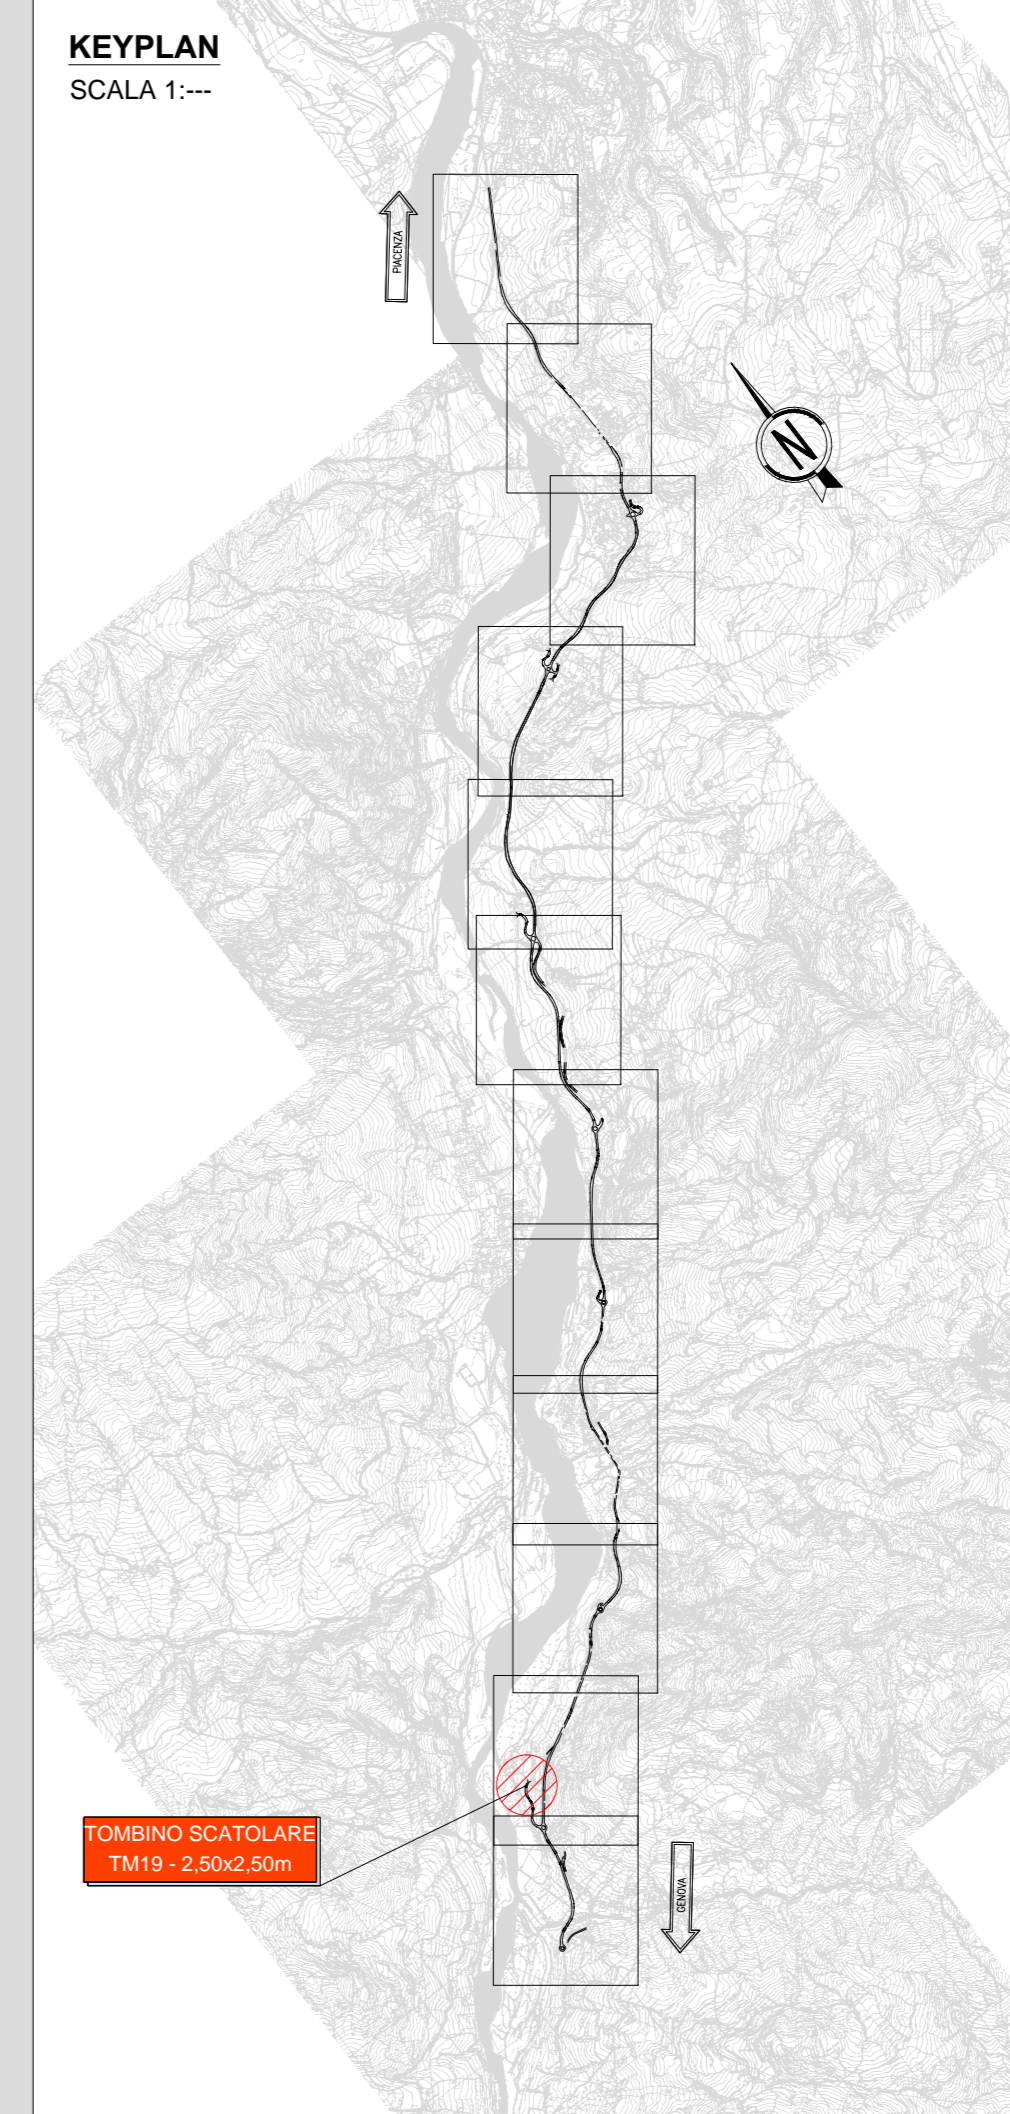 KEYPLAN
SCALA 1:---
PIACENZA
N
TOMBINO SCATOLARE
TM19 - 2,50x2,50m
GENOVA